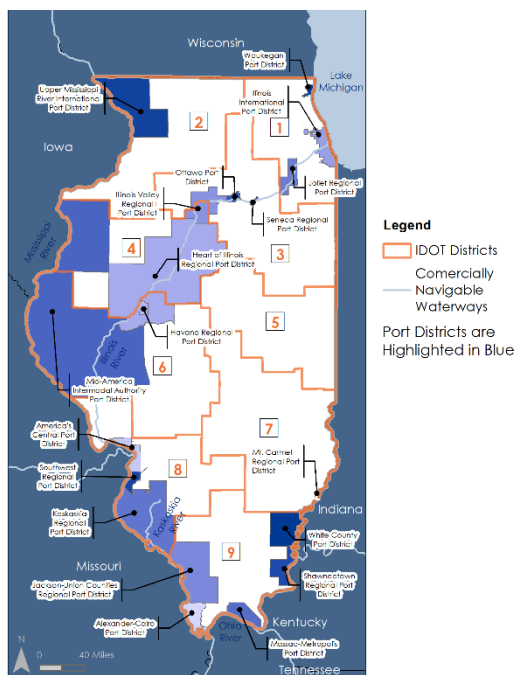 Wisconsin
Waukegan
Port District
Lake
Michigan
Upper Mississippi
River International
Port District
Illinois
International
Port District
2
1
Iowa
Ottawa Port
District
Joliet Regional
Port District
Illinois Valley
Regional
Port District
Seneca Regional
Port District
Mississippi
River
4
3
Heart of Illinois
Regional Port District
5
Havana Regional
Port District
Illinois
River
6
Mid-America
Intermodal Authority
Port District
America's
Central Port
District
7
Mt. Carmel
Regional Port
District
8
Southwest
Regional
Port District
Indiana
Kaskaskia
Regional
Port District
Kaskaskia
River
White County
Port District
9
Missouri
Shawneetown
Regional Port
District
Jackson-Union Counties
Regional Port District
Alexander-Cairo
Port District
Ohio
River
Kentucky
Massac-Metropolis
Port District
N
0 40 Miles
Tennessee
Legend
IDOT Districts
Comercially
Navigable
Waterways
Port Districts are
Highlighted in Blue